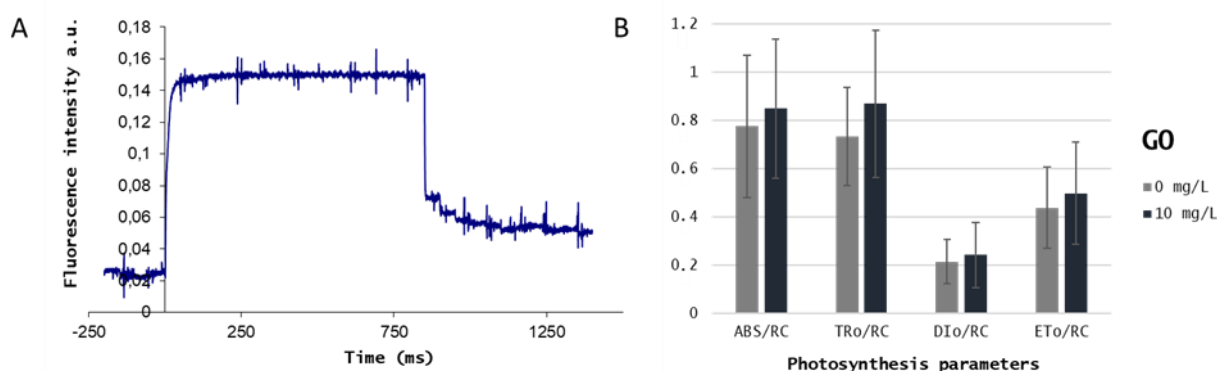 A
Fluorescence intensity a.u.
0,2
0,18
0,16
0,14
0,12
0,1
0,08
0,06
0,04
0,02
0
-250
250
750
1250
Time (ms)
B
1.2
1
0.8
0.6
0.4
0.2
0
ABS/RC
TRo/RC
DIo/RC
ETo/RC
Photosynthesis parameters
GO
0 mg/L
10 mg/L